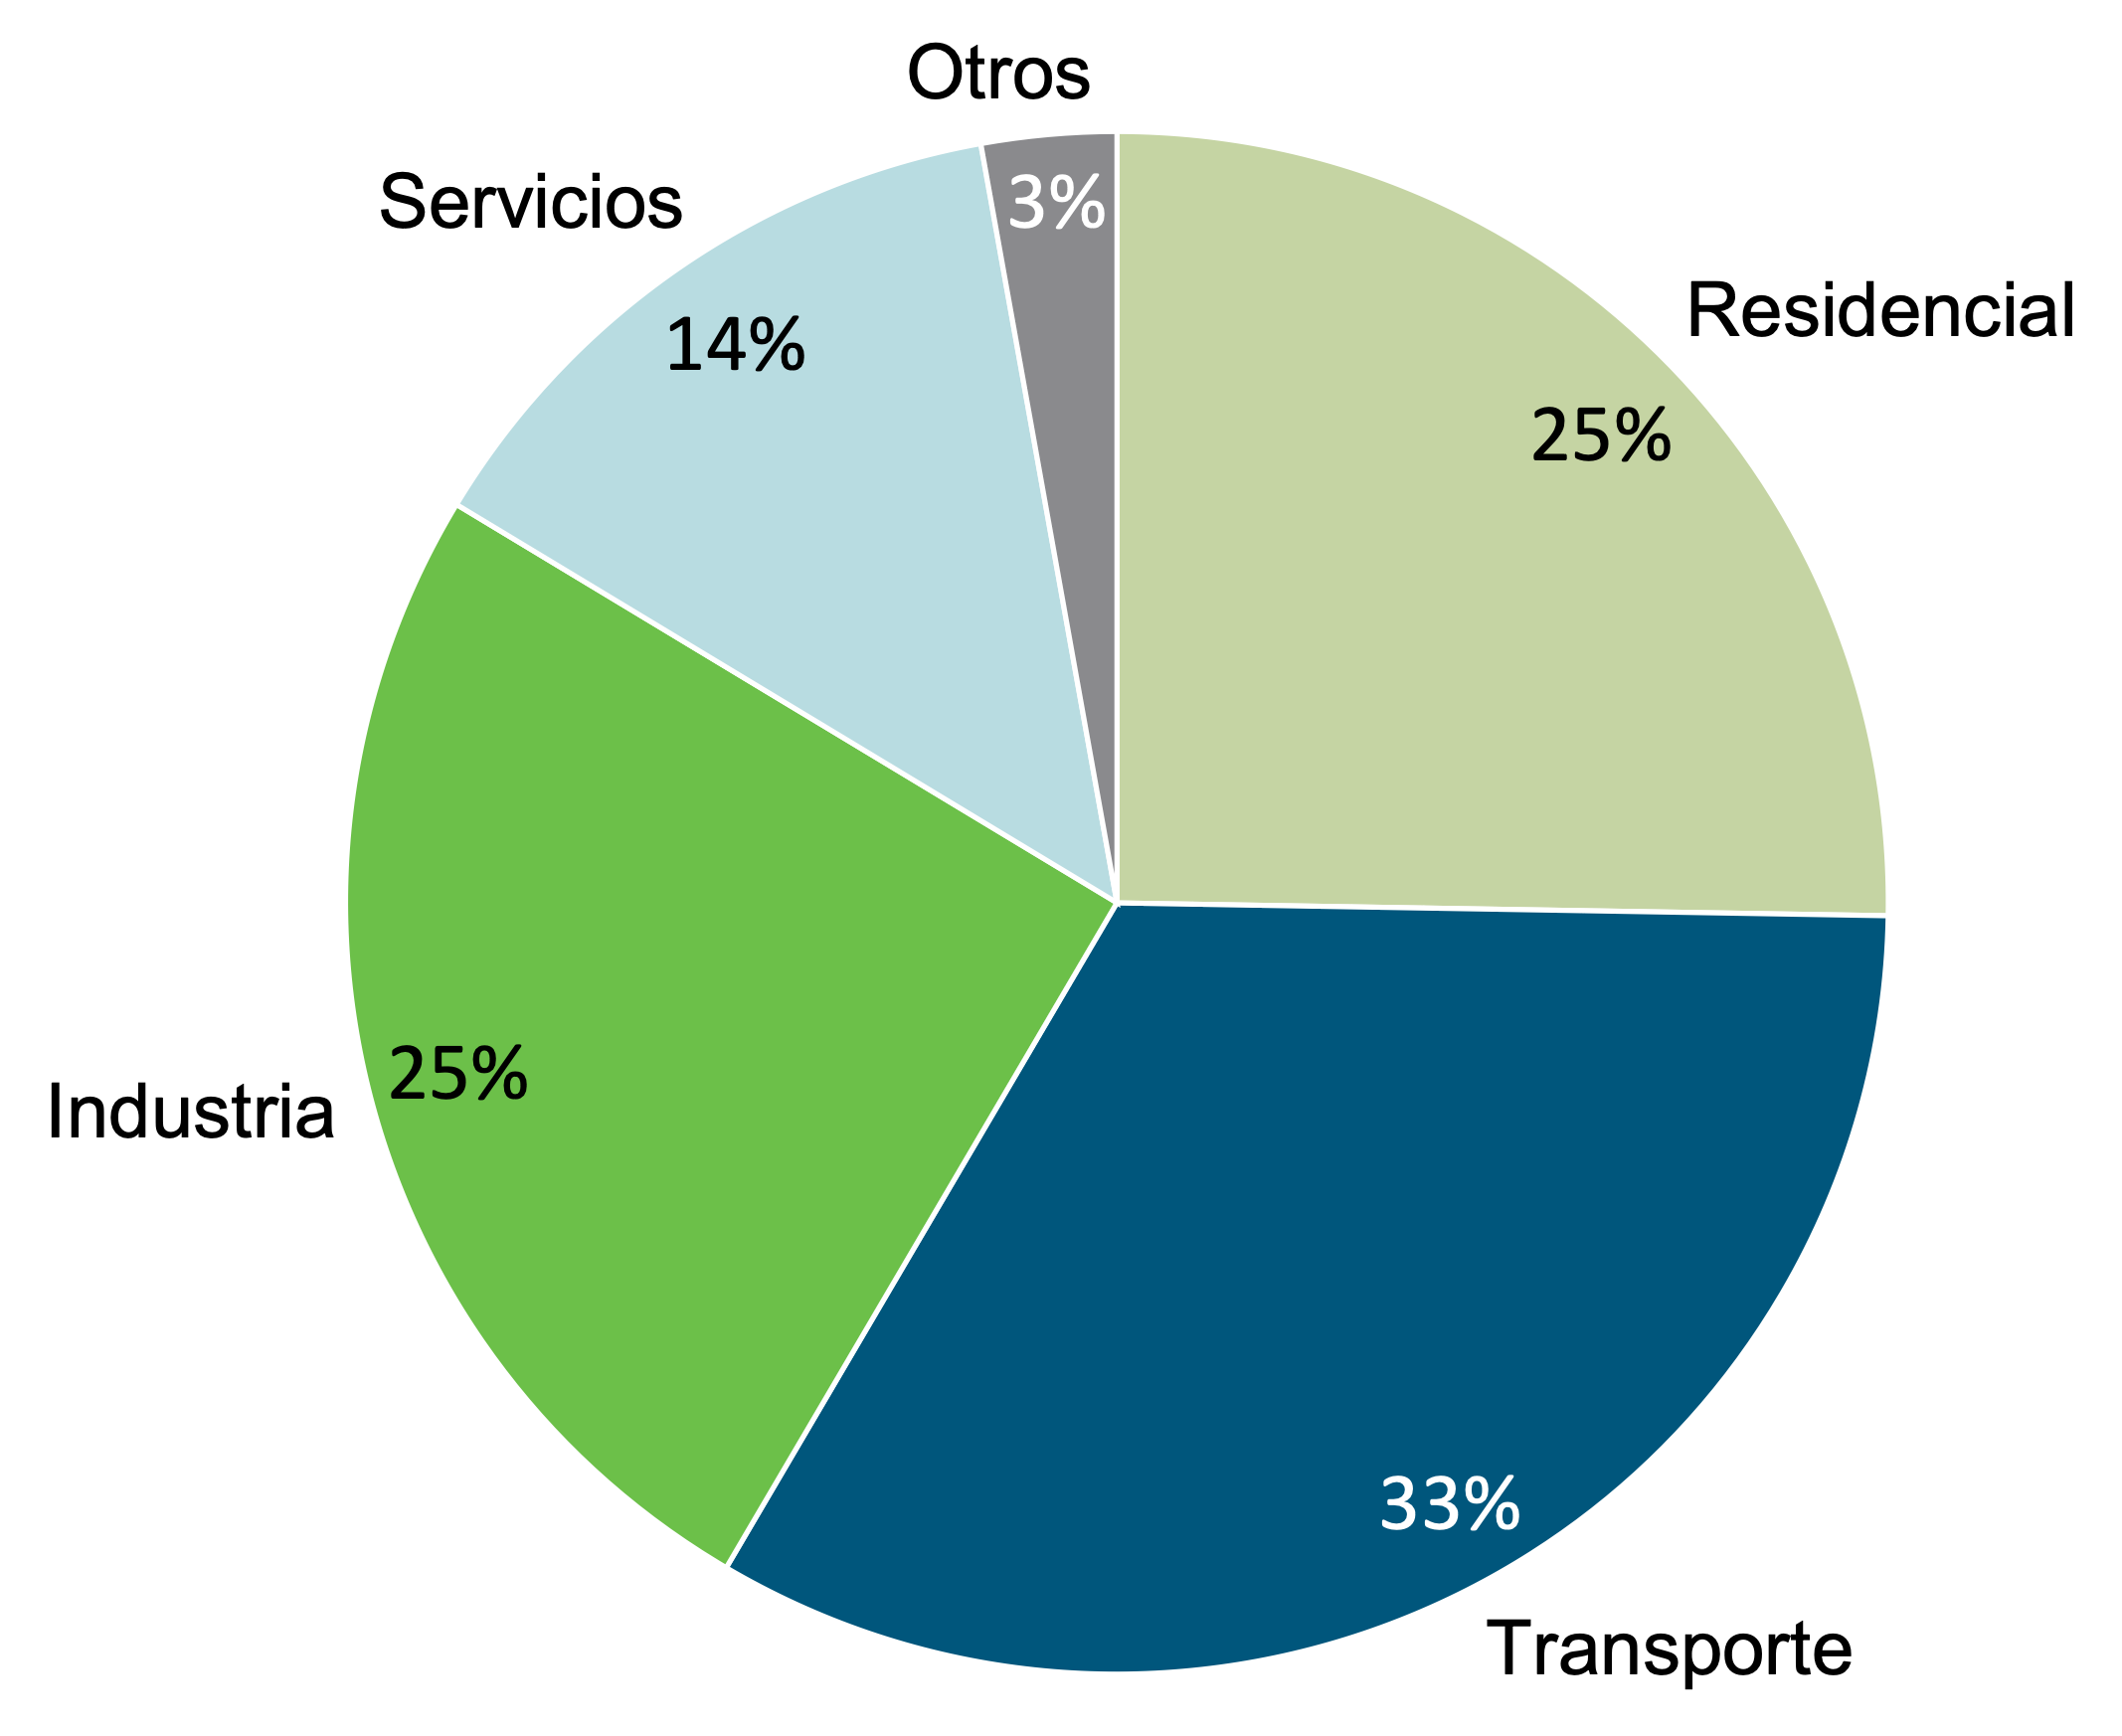 Otros
3%
Servicios
14%
Residencial
25%
Industria
25%
33%
Transporte